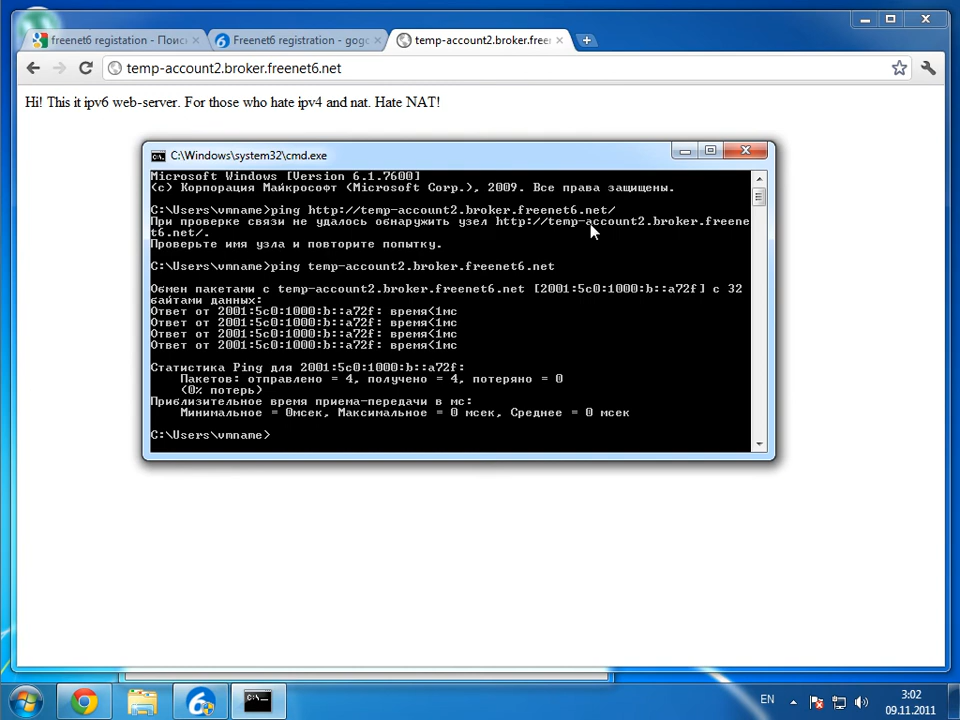 freenet6 registation - Поис
Freenet6 registration - gogo
temp-account2.broker.free
temp-account2.broker.freenet6.net
Hi! This it ipv6 web-server. For those who hate ipv4 and nat. Hate NAT!
C:\Windows\system32\cmd.exe
Microsoft Windows [Version 6.1.7600]
(c) Корпорация Майкрософт (Microsoft Corp.), 2009. Все права защищены.
C:\Users\vmname>ping http://temp-account2.broker.freenet6.net/
При проверке связи не удалось обнаружить узел http://temp-account2.broker.freene
t6.net/.
Проверьте имя узла и повторите попытку.
C:\Users\vmname>ping temp-account2.broker.freenet6.net
Обмен пакетами с temp-account2.broker.freenet6.net [2001:5c0:1000:b::a72f] с 32
байтами данных:
Ответ от 2001:5c0:1000:b::a72f: время<1мс
Ответ от 2001:5c0:1000:b::a72f: время<1мс
Ответ от 2001:5c0:1000:b::a72f: время<1мс
Ответ от 2001:5c0:1000:b::a72f: время<1мс
Статистика Ping для 2001:5c0:1000:b::a72f:
Пакетов: отправлено = 4, получено = 4, потеряно = 0
(0% потерь)
Приблизительное время приема-передачи в мс:
Минимальное = 0мсек, Максимальное = 0 мсек, Среднее = 0 мсек
C:\Users\vmname>
EN
3:02
09.11.2011